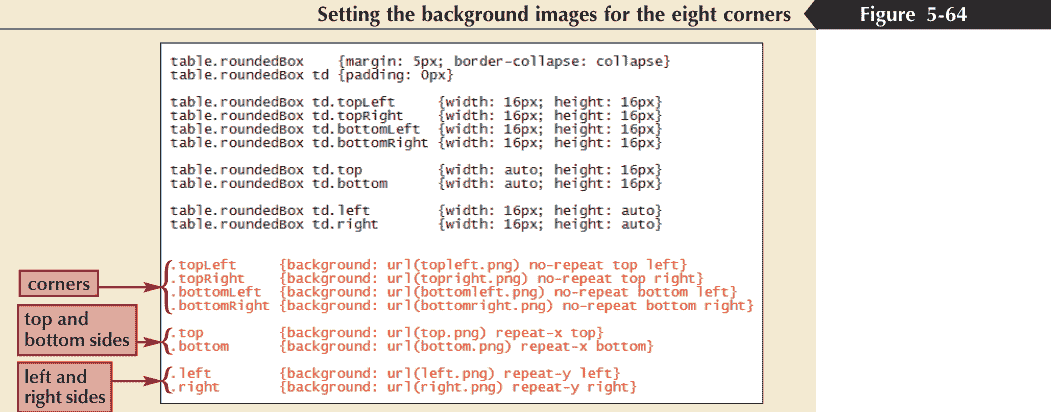 Setting the background images for the eight corners
Figure 5-64
table.roundedBox {margin: 5px; border-collapse: collapse}
table.roundedBox td {padding: 0px}
table.roundedBox td.topLeft {width: 16px; height: 16px}
table.roundedBox td.topRight {width: 16px; height: 16px}
table.roundedBox td.bottomLeft {width: 16px; height: 16px}
table.roundedBox td.bottomRight {width: 16px; height: 16px}
table.roundedBox td.top {width: auto; height: 16px}
table.roundedBox td.bottom {width: auto; height: 16px}
table.roundedBox td.left {width: 16px; height: auto}
table.roundedBox td.right {width: 16px; height: auto}
corners
.topLeft {background: url(topleft.png) no-repeat top left}
.topRight {background: url(topright.png) no-repeat top right}
.bottomLeft {background: url(bottomleft.png) no-repeat bottom left}
.bottomRight {background: url(bottomright.png) no-repeat bottom right}
top and
bottom sides
.top {background: url(top.png) repeat-x top}
.bottom {background: url(bottom.png) repeat-x bottom}
left and
right sides
.left {background: url(left.png) repeat-y left}
.right {background: url(right.png) repeat-y right}